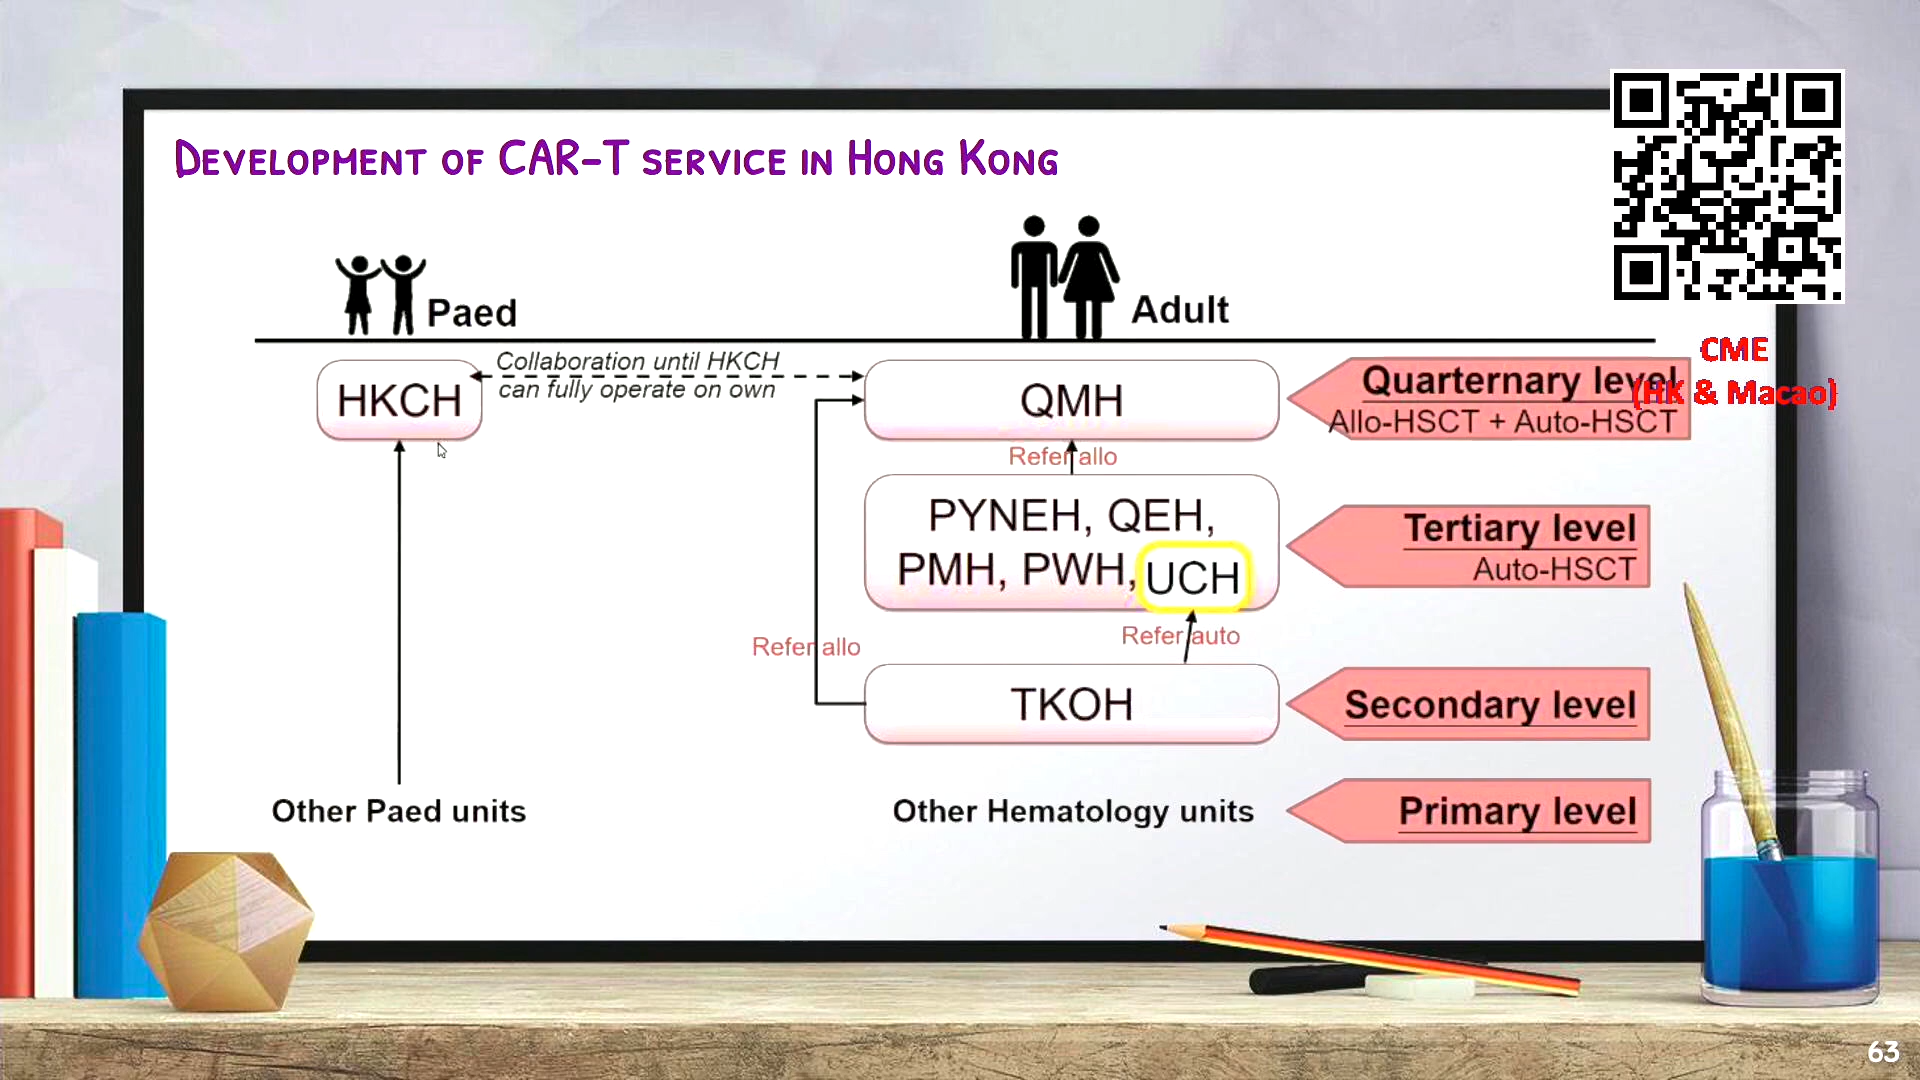 Development of CAR-T service in Hong Kong
Paed
Adult
Collaboration until HKCH
can fully operate on own
HKCH
QMH
Quarternary level
Allo-HSCT + Auto-HSCT
CME
(HK & Macao)
Refer allo
PYNEH, QEH,
PMH, PWH, UCH
Tertiary level
Auto-HSCT
Refer allo
Refer auto
TKOH
Secondary level
Other Paed units
Other Hematology units
Primary level
63